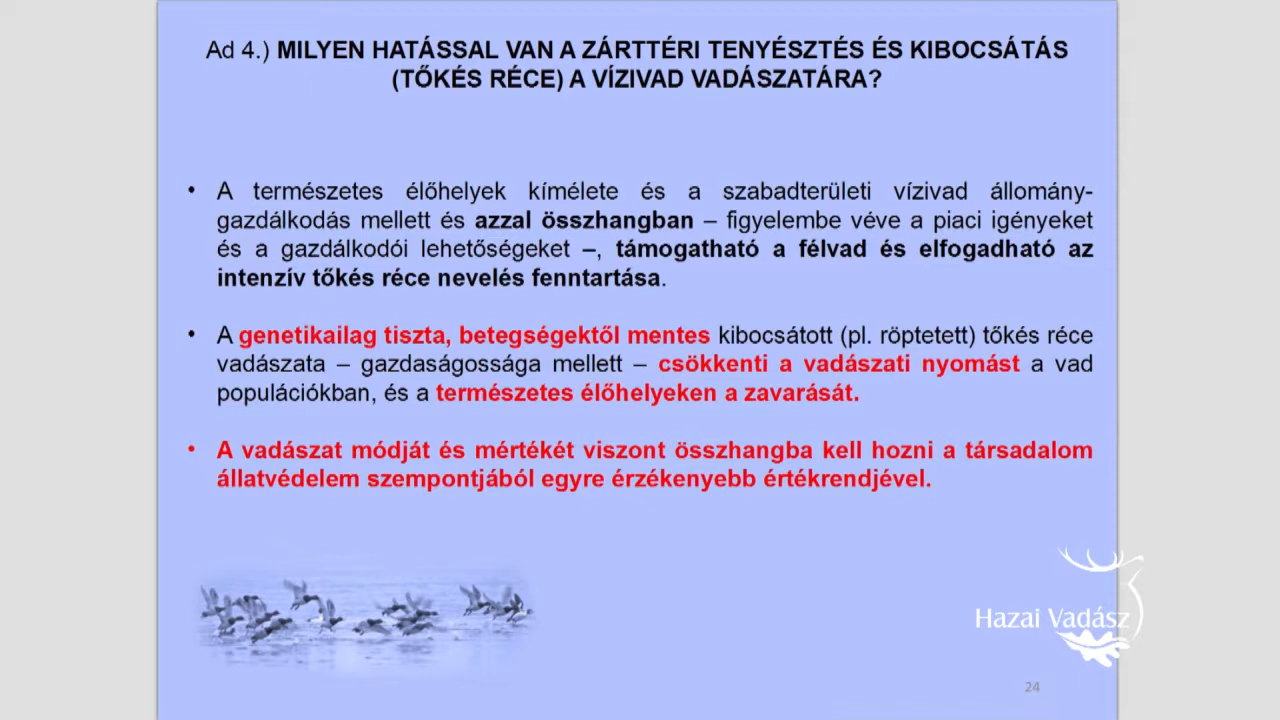 Ad 4.) MILYEN HATÁSSAL VAN A ZÁRTTÉRI TENYÉSZTÉS ÉS KIBOCSÁTÁS
(TŐKÉS RÉCE) A VÍZIVAD VADÁSZATÁRA?
• A természetes élőhelyek kímélete és a szabadterületi vízivad állomány-
gazdálkodás mellett és azzal összhangban – figyelembe véve a piaci igényeket
és a gazdálkodói lehetőségeket –, támogatható a félvad és elfogadható az
intenzív tőkés réce nevelés fenntartása.
• A genetikailag tiszta, betegségektől mentes kibocsátott (pl. röptetett) tőkés réce
vadászata – gazdaságossága mellett – csökkenti a vadászati nyomást a vad
populációkban, és a természetes élőhelyeken a zavarását.
• A vadászat módját és mértékét viszont összhangba kell hozni a társadalom
állatvédelem szempontjából egyre érzékenyebb értékrendjével.
Hazai Vadász
24